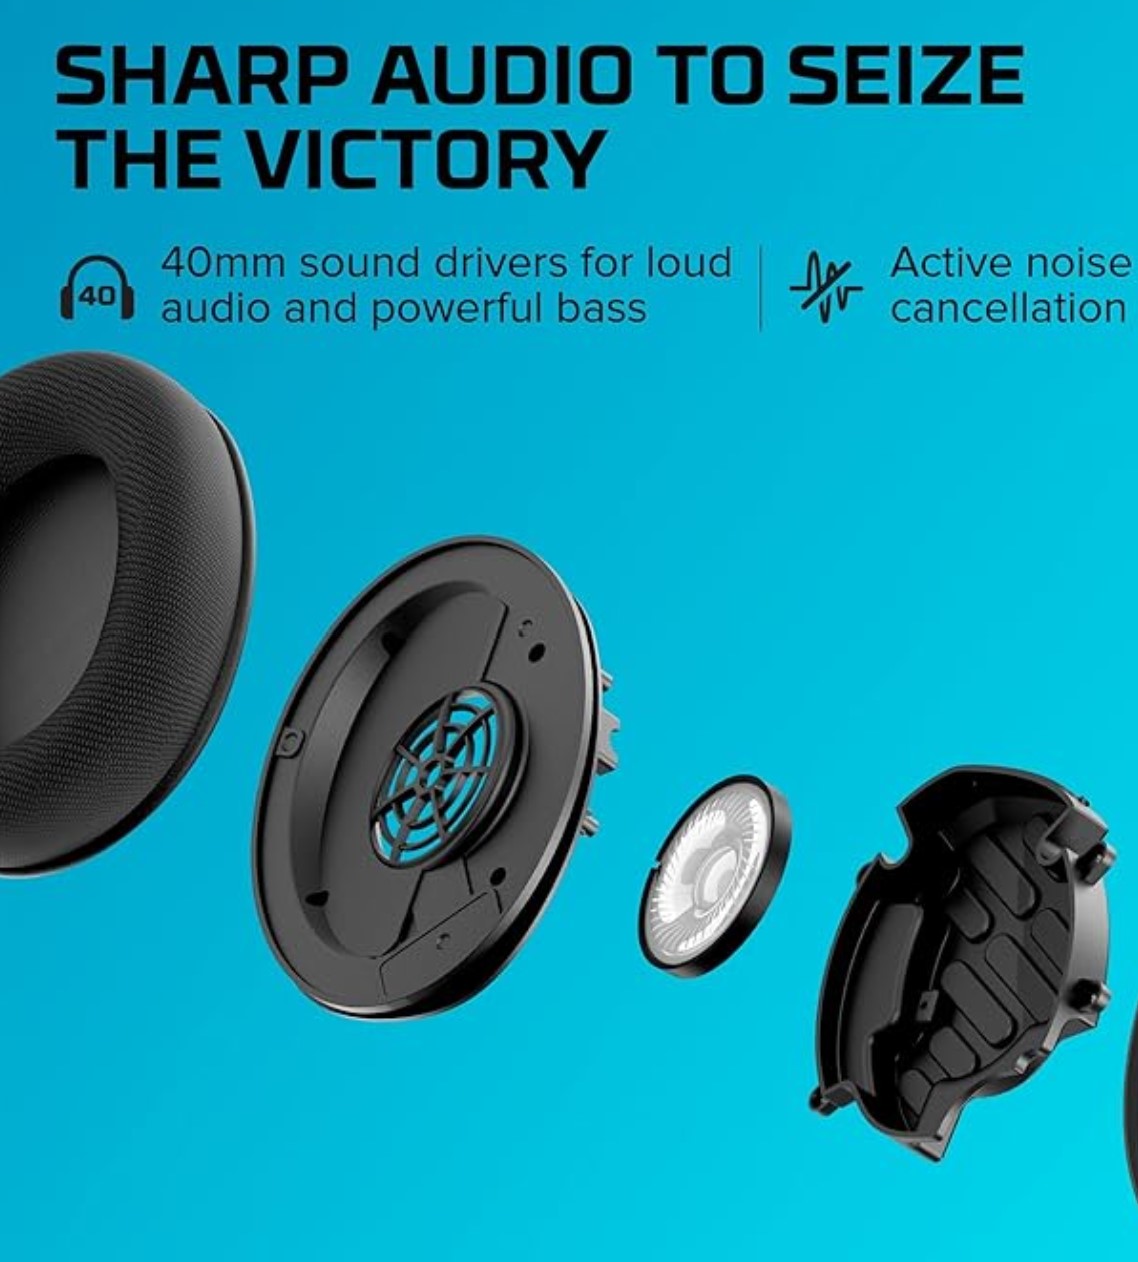 SHARP AUDIO TO SEIZE
THE VICTORY
40
40mm sound drivers for loud
audio and powerful bass
Active noise
cancellation